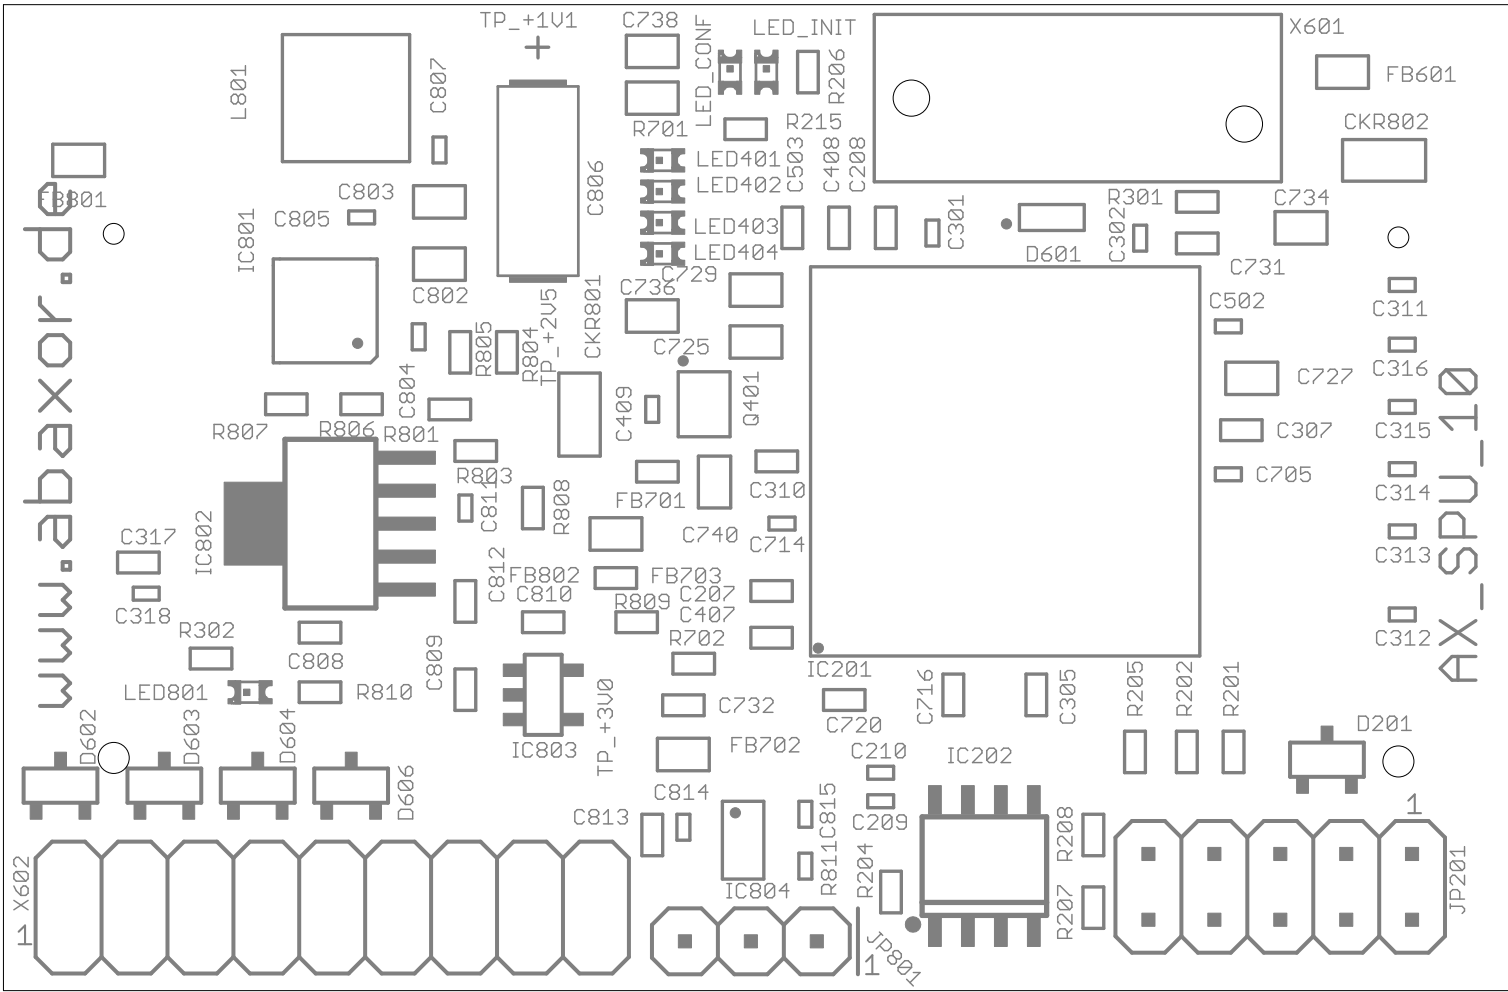 TP_+1V1
C738
LED_CONF
LED_INIT
X601
L801
C807
R206
FB601
R701
R215
CKR802
C503
C408
C208
LED401
LED402
LED403
LED404
C806
FB801
C803
C805
IC801
C301
R301
C302
C734
D601
C731
C802
C729
C736
CKR801
TP_+2V5
C502
C311
R805
R804
C725
C316
C804
C727
Q401
C409
R807
R806
R801
C307
C315
R803
C811
R808
FB701
C310
C705
C314
C740
C714
IC802
C317
C812
FB802
C810
FB703
C207
C407
R809
C313
C318
R302
C808
C809
R702
IC201
C312
www.abaxor.de
AX_SPU_10
LED801
R810
TP_+3V0
IC803
C732
C720
C716
C305
R205
R202
R201
D602
D603
D604
D606
FB702
C210
IC202
D201
C814
C813
C815
C209
R208
1
X602
1
R811
R204
IC804
R207
JP201
JP801
1